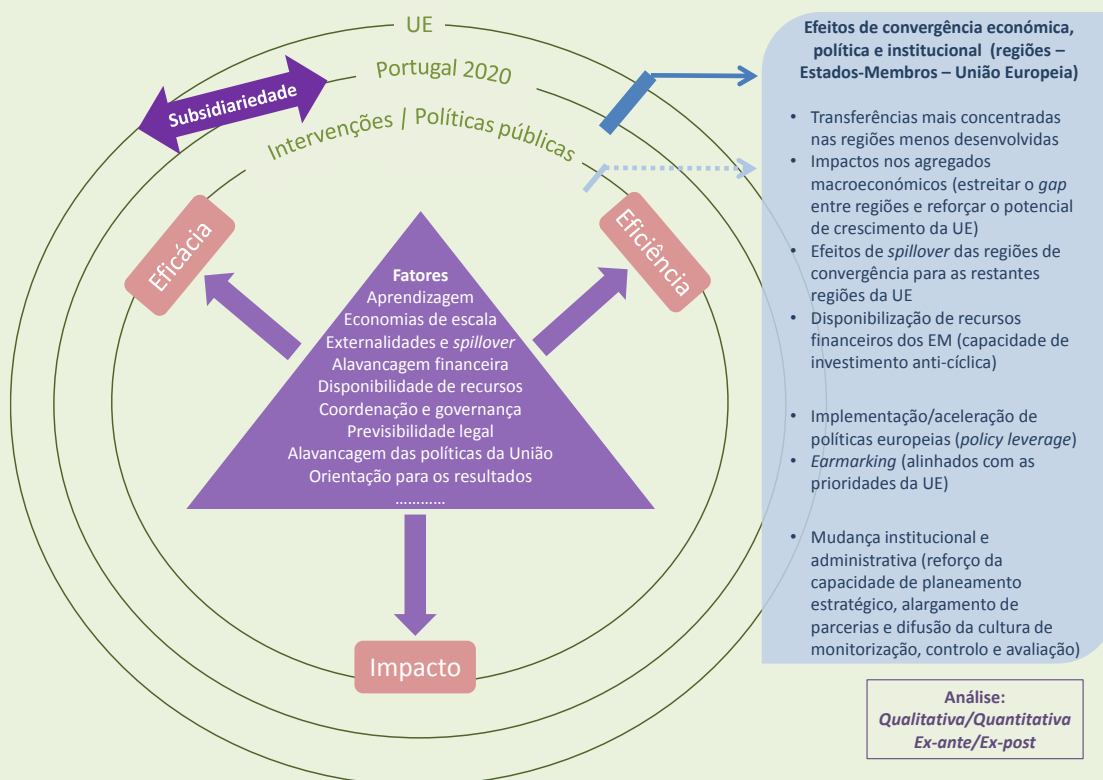 UE
Portugal 2020
Intervenções / Políticas públicas
Subsidiariedade
Eficácia
Eficiência
Fatores
Aprendizagem
Economias de escala
Externalidades e spillover
Alavancagem financeira
Disponibilidade de recursos
Coordenação e governança
Previsibilidade legal
Alavancagem das políticas da União
Orientação para os resultados
…………
Impacto
Efeitos de convergência económica,
política e institucional (regiões –
Estados-Membros – União Europeia)
• Transferências mais concentradas
nas regiões menos desenvolvidas
• Impactos nos agregados
macroeconómicos (estreitar o gap
entre regiões e reforçar o potencial
de crescimento da UE)
• Efeitos de spillover das regiões de
convergência para as restantes
regiões da UE
• Disponibilização de recursos
financeiros dos EM (capacidade de
investimento anti-cíclica)
• Implementação/aceleração de
políticas europeias (policy leverage)
• Earmarking (alinhados com as
prioridades da UE)
• Mudança institucional e
administrativa (reforço da
capacidade de planeamento
estratégico, alargamento de
parcerias e difusão da cultura de
monitorização, controlo e avaliação)
Análise:
Qualitativa/Quantitativa
Ex-ante/Ex-post